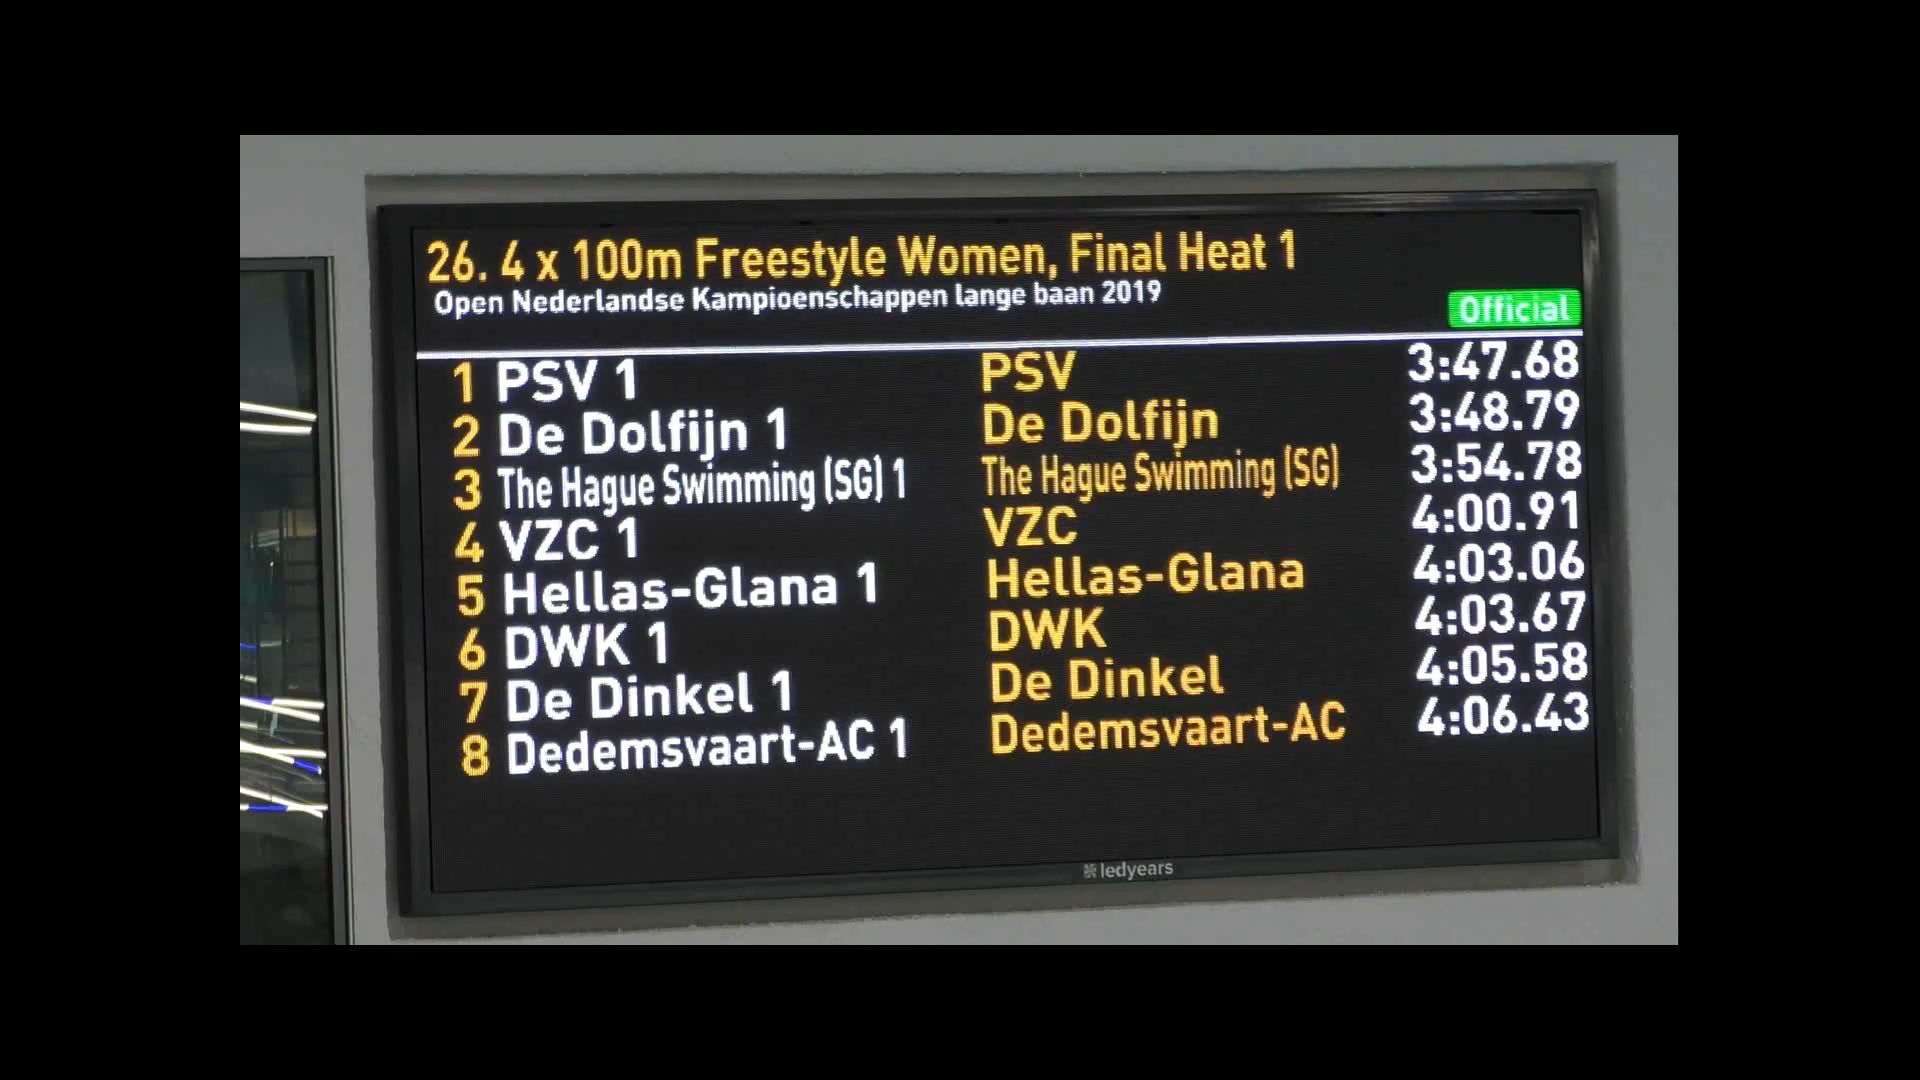 26. 4 x 100m Freestyle Women, Final Heat 1
Open Nederlandse Kampioenschappen lange baan 2019
Official
1 PSV 1 PSV 3:47.68
2 De Dolfijn 1 De Dolfijn 3:48.79
3 The Hague Swimming (SG) 1 The Hague Swimming (SG) 3:54.78
4 VZC 1 VZC 4:00.91
5 Hellas-Glana 1 Hellas-Glana 4:03.06
6 DWK 1 DWK 4:03.67
7 De Dinkel 1 De Dinkel 4:05.58
8 Dedemsvaart-AC 1 Dedemsvaart-AC 4:06.43
ledyears